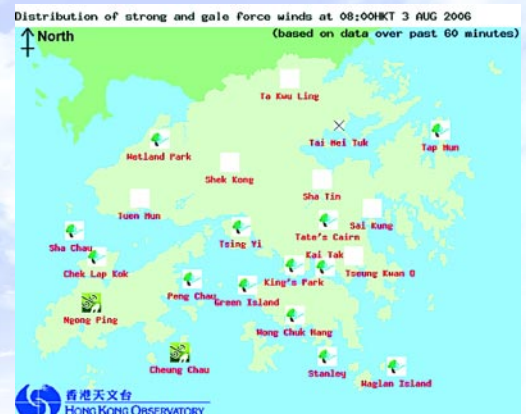 Distribution of strong and gale force winds at 08:00HKT 3 AUG 2006
North
(based on data over past 60 minutes)
Ta Kwu Ling
Tai Mei Tuk
Tap Mun
Wetland Park
Shek Kong
Sha Tin
Tuen Mun
Sai Kung
Sha Chau
Tsing Yi
Tate's Cairn
Kai Tak
Chek Lap Kok
Tseung Kwan O
King's Park
Peng Chau
Green Island
Ngong Ping
Wong Chuk Hang
Cheung Chau
Stanley
Waglan Island
香港天文台
HONG KONG OBSERVATORY